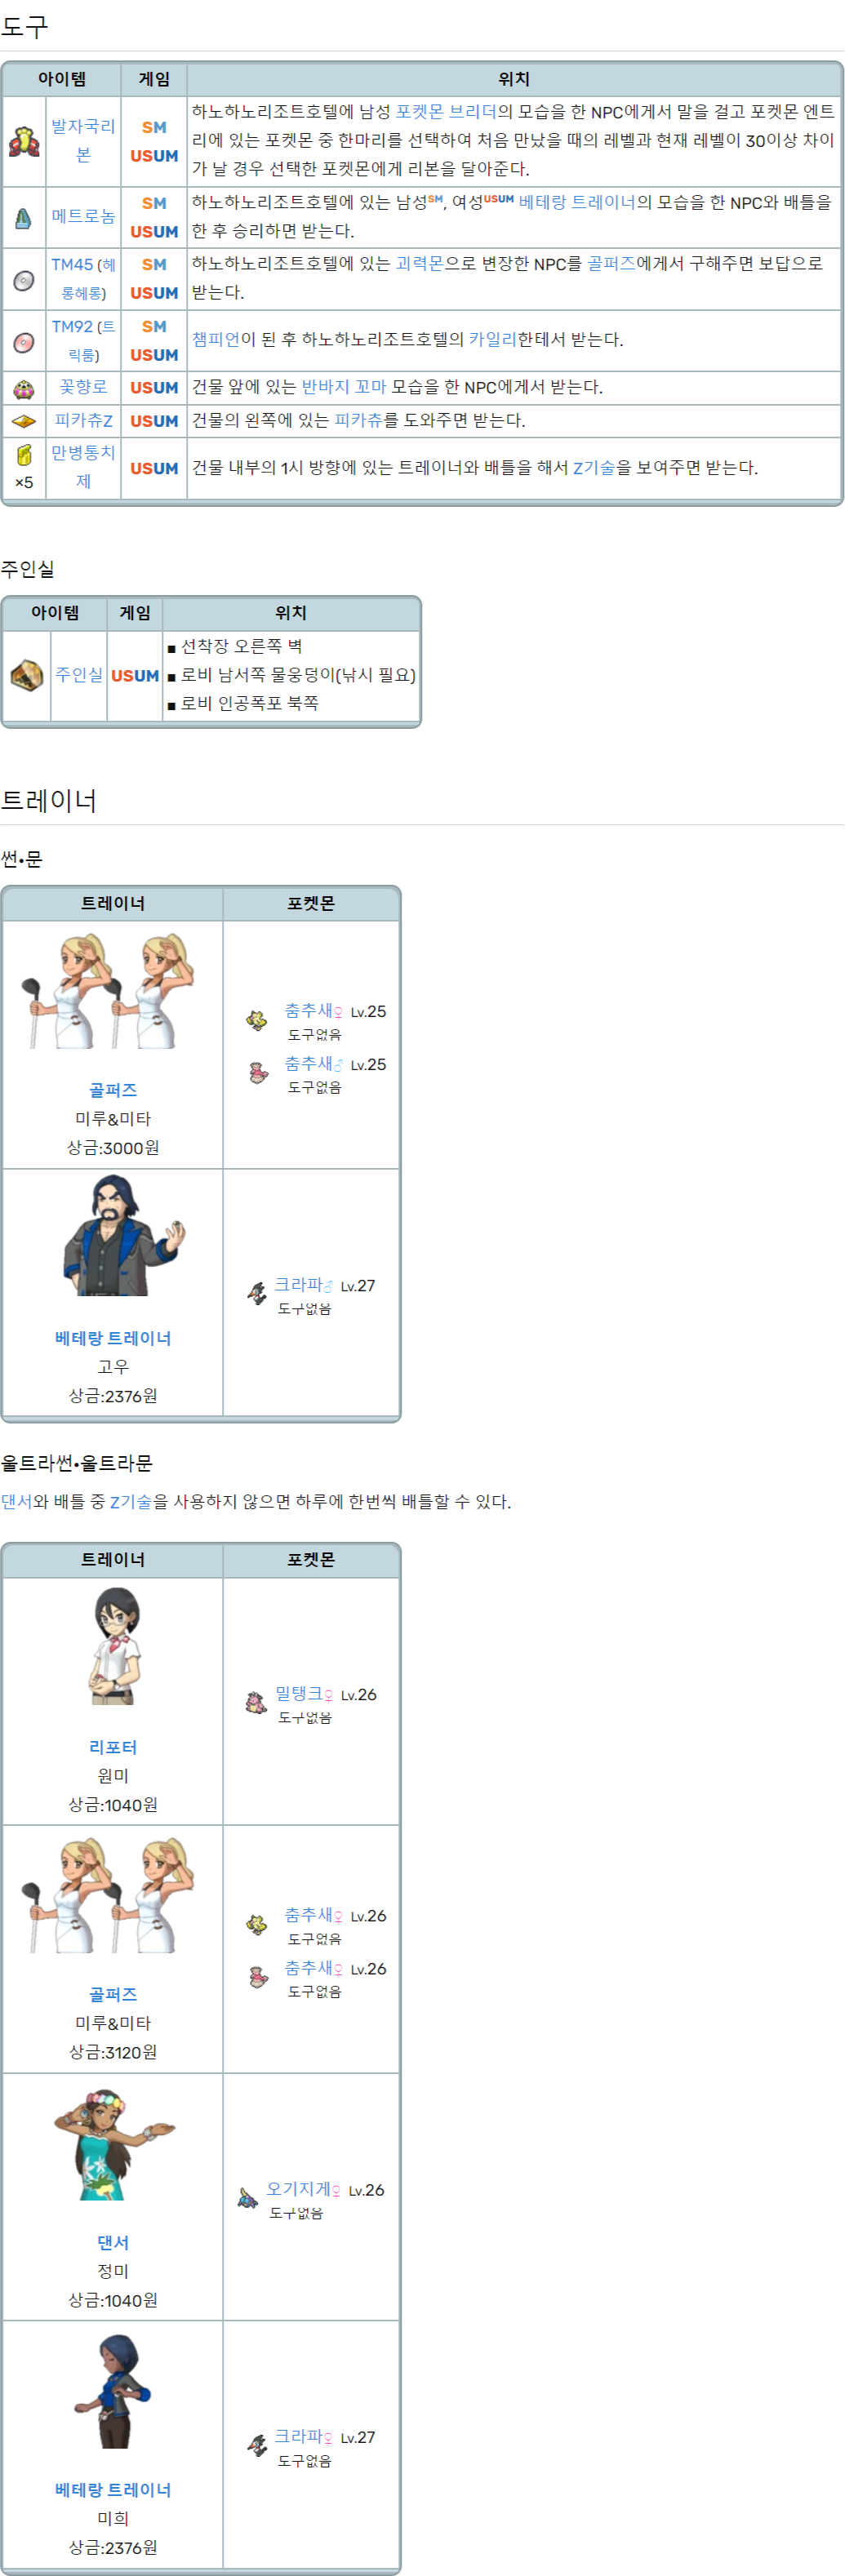 도구
아이템 게임 위치
발자국리본 SM USUM 하노하노리조트호텔에 남성 포켓몬 브리더의 모습을 한 NPC에게서 말을 걸고 포켓몬 엔트
리에 있는 포켓몬 중 한마리를 선택하여 처음 만났을 때의 레벨과 현재 레벨이 30이상 차이
가 날 경우 선택한 포켓몬에게 리본을 달아준다.
메트로놈 SM USUM 하노하노리조트호텔에 있는 남성SM, 여성USUM 베테랑 트레이너의 모습을 한 NPC와 배틀을
한 후 승리하면 받는다.
TM45 (헤롱헤롱) SM USUM 하노하노리조트호텔에 있는 괴력몬으로 변장한 NPC를 골퍼즈에게서 구해주면 보답으로
받는다.
TM92 (트릭룸) SM USUM 챔피언이 된 후 하노하노리조트호텔의 카일리한테서 받는다.
꽃향로 USUM 건물 앞에 있는 반바지 꼬마 모습을 한 NPC에게서 받는다.
피카츄Z USUM 건물의 왼쪽에 있는 피카츄를 도와주면 받는다.
×5 만병통치제 USUM 건물 내부의 1시 방향에 있는 트레이너와 배틀을 해서 Z기술을 보여주면 받는다.
주인실
아이템 게임 위치
주인실 USUM
■ 선착장 오른쪽 벽
■ 로비 남서쪽 물웅덩이(낚시 필요)
■ 로비 인공폭포 북쪽
트레이너
썬•문
트레이너 포켓몬
춤추새♀ Lv.25
도구없음
춤추새♂ Lv.25
도구없음
골퍼즈
미루&미타
상금:3000원
크라파♂ Lv.27
도구없음
베테랑 트레이너
고우
상금:2376원
울트라썬•울트라문
댄서와 배틀 중 Z기술을 사용하지 않으면 하루에 한번씩 배틀할 수 있다.
트레이너 포켓몬
밀탱크♀ Lv.26
도구없음
리포터
원미
상금:1040원
춤추새♀ Lv.26
도구없음
춤추새♀ Lv.26
도구없음
골퍼즈
미루&미타
상금:3120원
오기지게♀ Lv.26
도구없음
댄서
정미
상금:1040원
크라파♀ Lv.27
도구없음
베테랑 트레이너
미희
상금:2376원